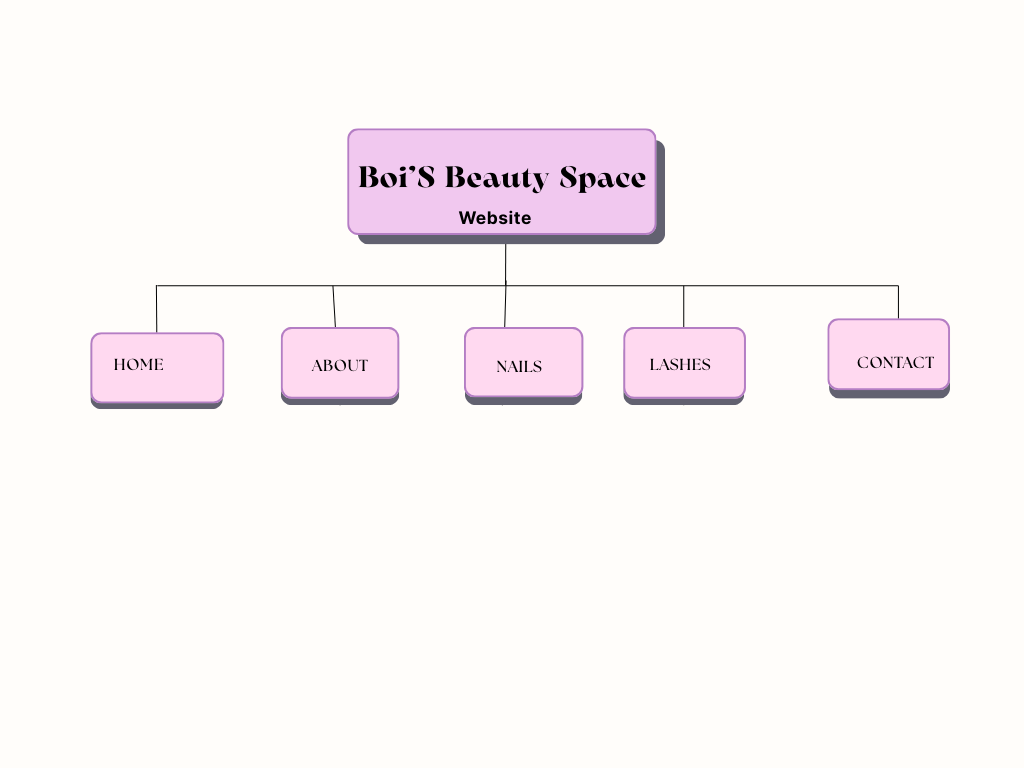 Boi'S Beauty Space
Website
HOME
ABOUT
NAILS
LASHES
CONTACT